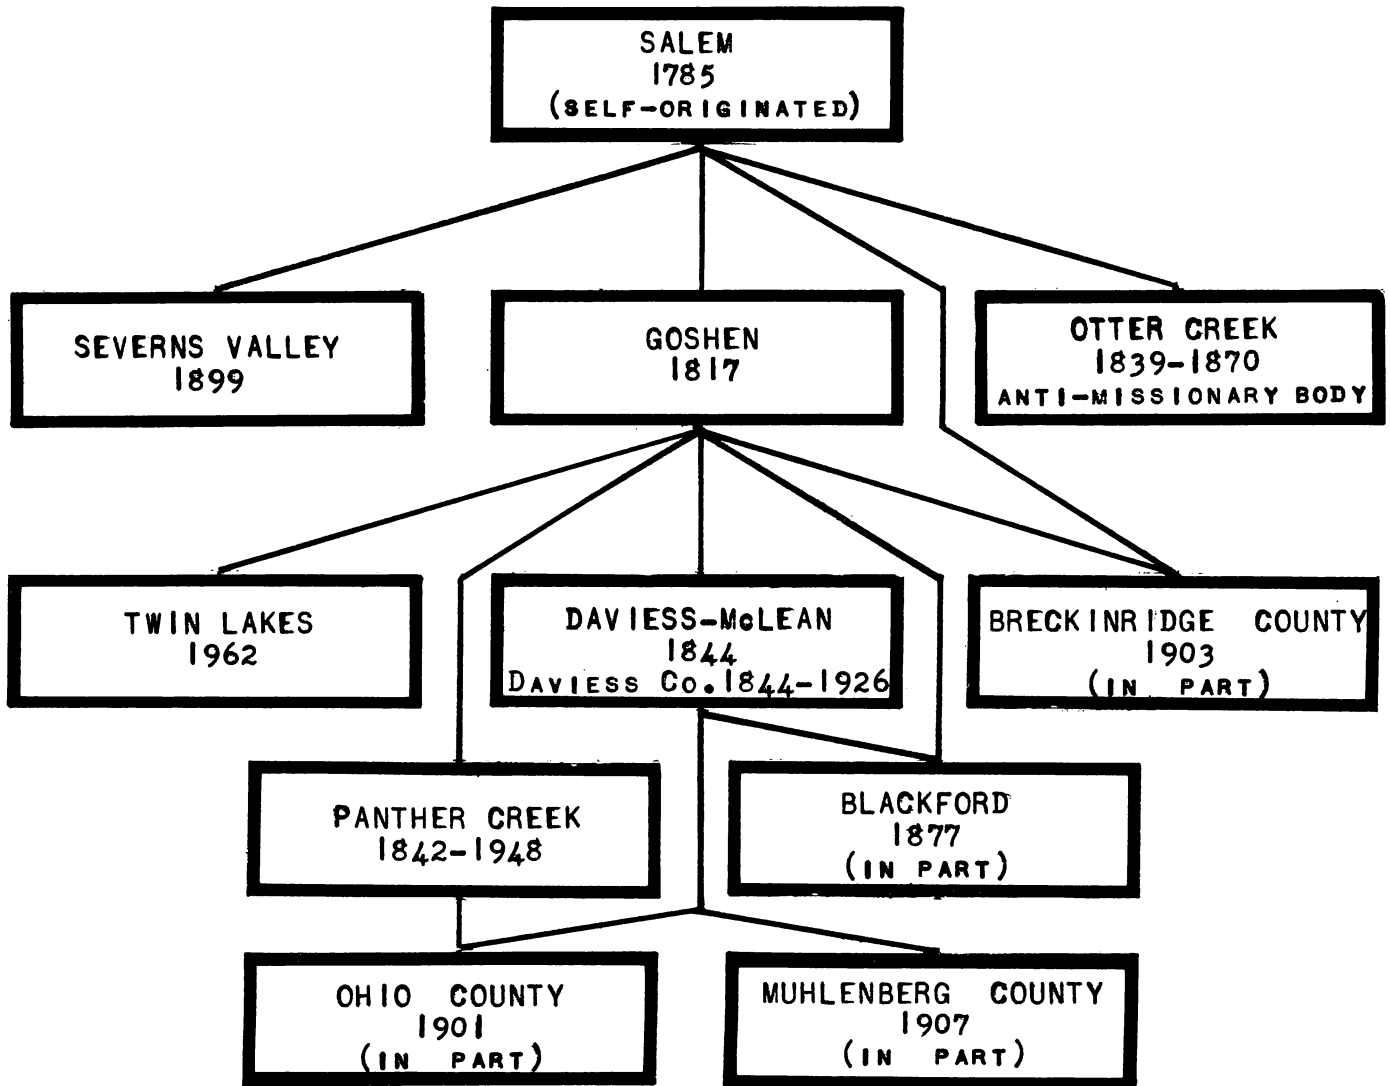 SALEM
1785
(SELF-ORIGINATED)
SEVERNS VALLEY
1899
GOSHEN
1817
OTTER CREEK
1839-1870
ANTI-MISSIONARY BODY
TWIN LAKES
1962
DAVIESS-McLEAN
1844
DAVIESS CO. 1844-1926
BRECKINRIDGE COUNTY
1903
(IN PART)
PANTHER CREEK
1842-1948
BLACKFORD
1877
(IN PART)
OHIO COUNTY
1901
(IN PART)
MUHLENBERG COUNTY
1907
(IN PART)